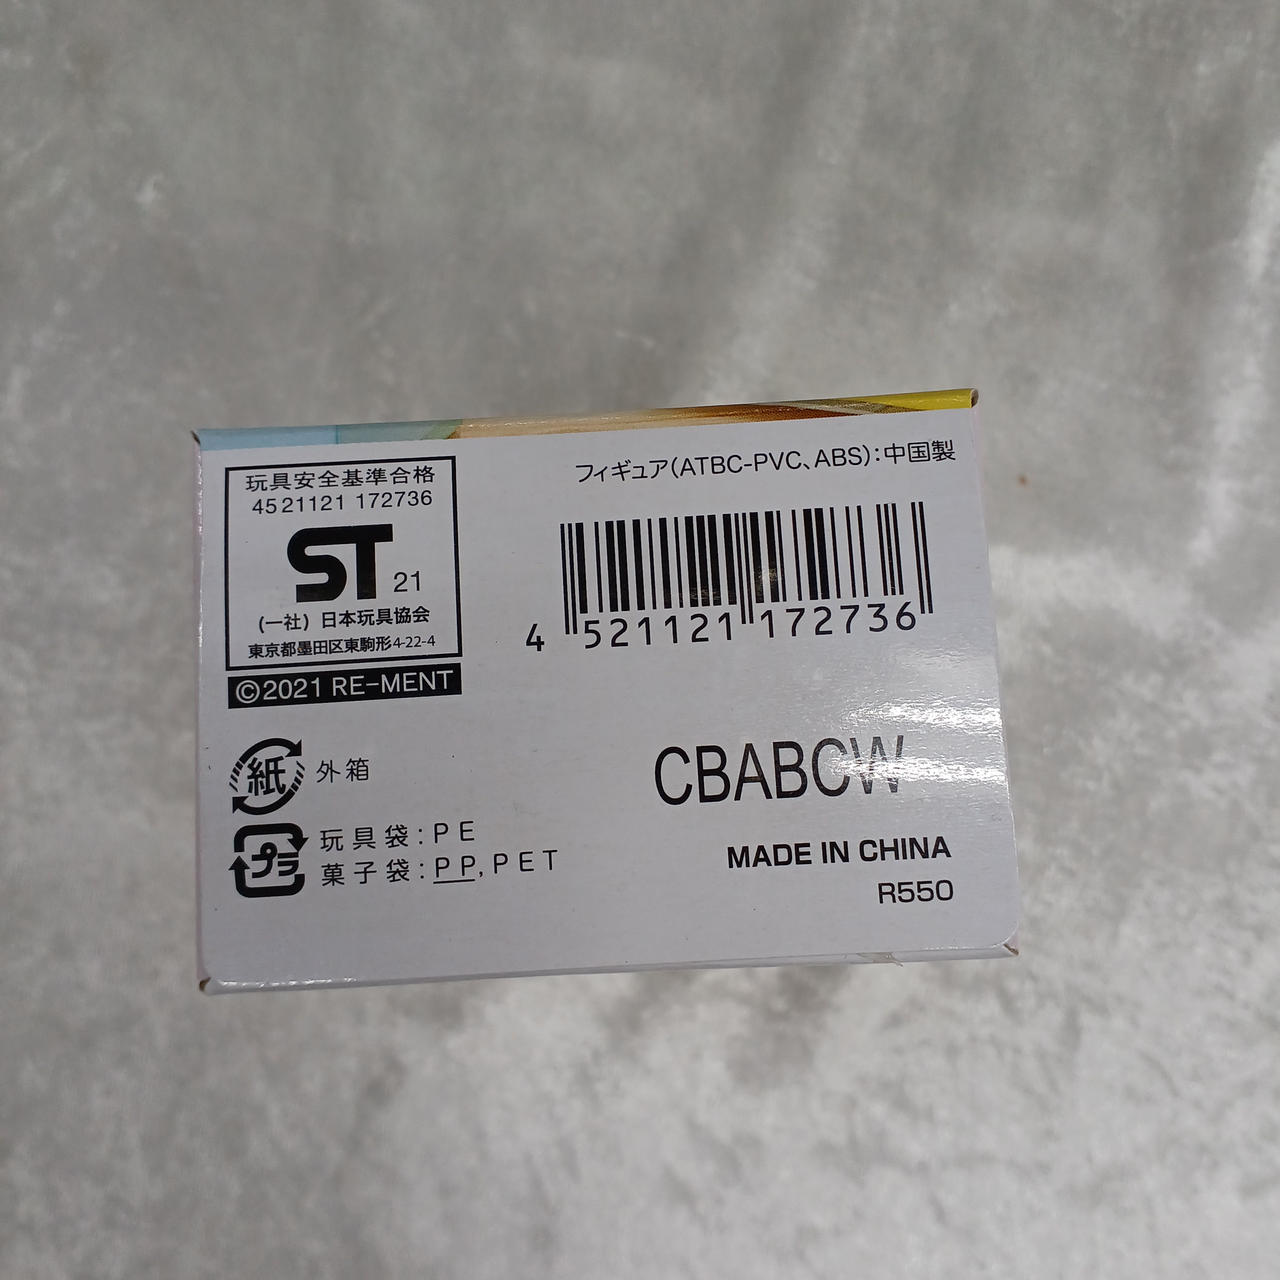 玩具安全基準合格
4521121 172736
ST 21
(一社) 日本玩具協会
東京都墨田区東駒形4-22-4
©2021 RE-MENT
フィギュア(ATBC-PVC、ABS):中国製
4 521121 172736
紙 外箱
プラ 玩具袋:PE
菓子袋:PP,PET
CBABCW
MADE IN CHINA
R550